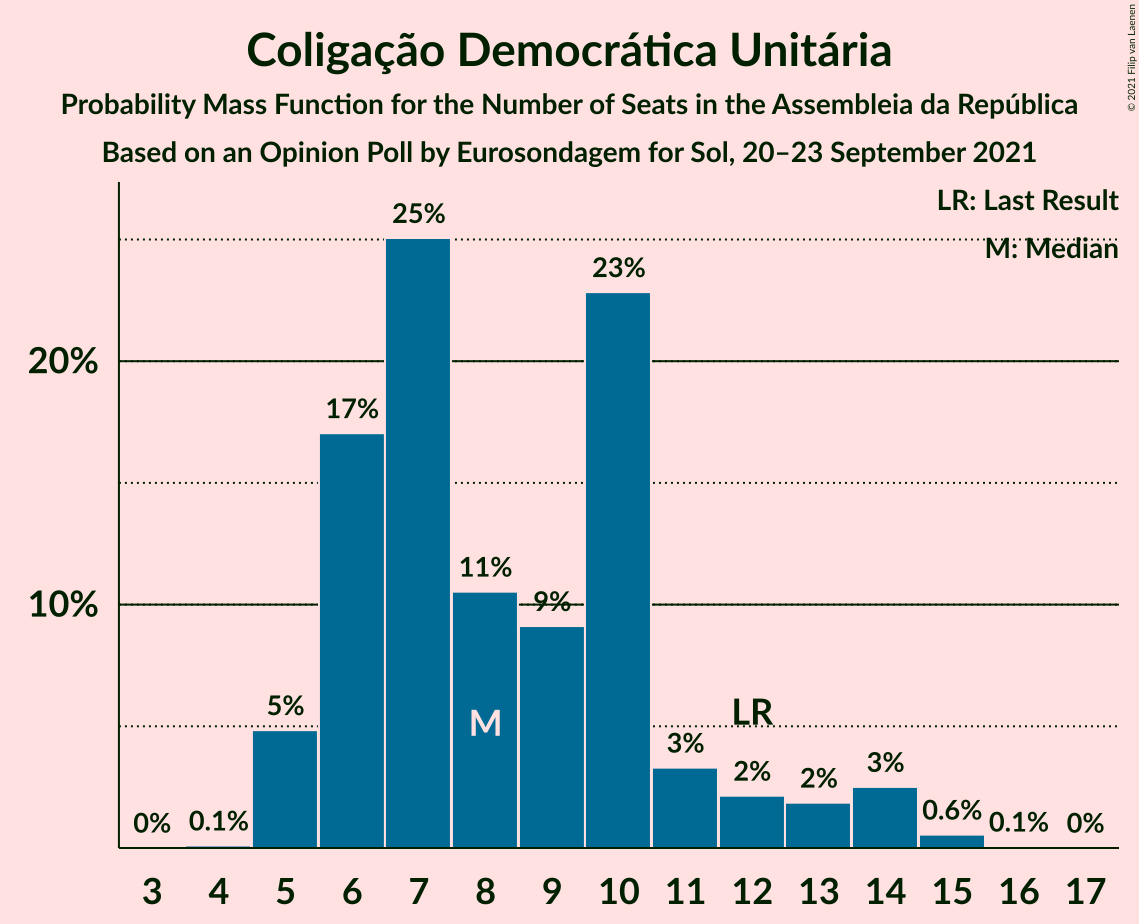 Coligação Democrática Unitária
Probability Mass Function for the Number of Seats in the Assembleia da República
Based on an Opinion Poll by Eurosondagem for Sol, 20–23 September 2021
© 2021 Filip van Laenen
LR: Last Result
M: Median
20%
10%
0% 0.1% 5% 17% 25% 11% 9% 23% 3% 2% 2% 3% 0.6% 0.1% 0%
M
LR
3 4 5 6 7 8 9 10 11 12 13 14 15 16 17